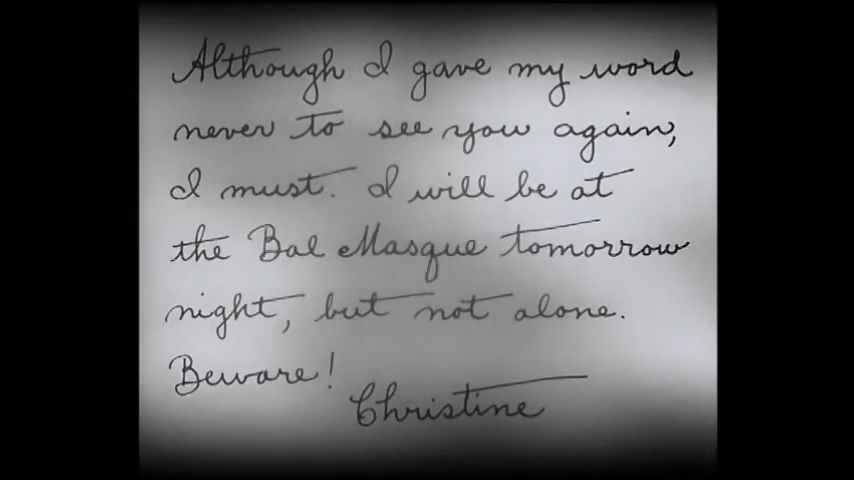 Although I gave my word
never to see you again,
I must. I will be at
the Bal Masque tomorrow
night, but not alone.
Beware!
Christine